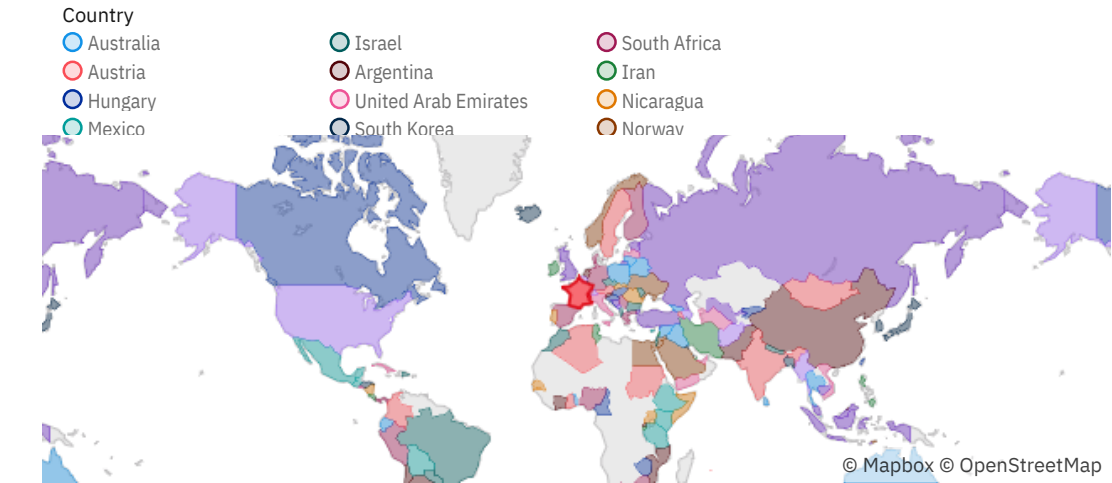 Country
Australia
Israel
South Africa
Austria
Argentina
Iran
Hungary
United Arab Emirates
Nicaragua
Mexico
South Korea
Norway
© Mapbox © OpenStreetMap